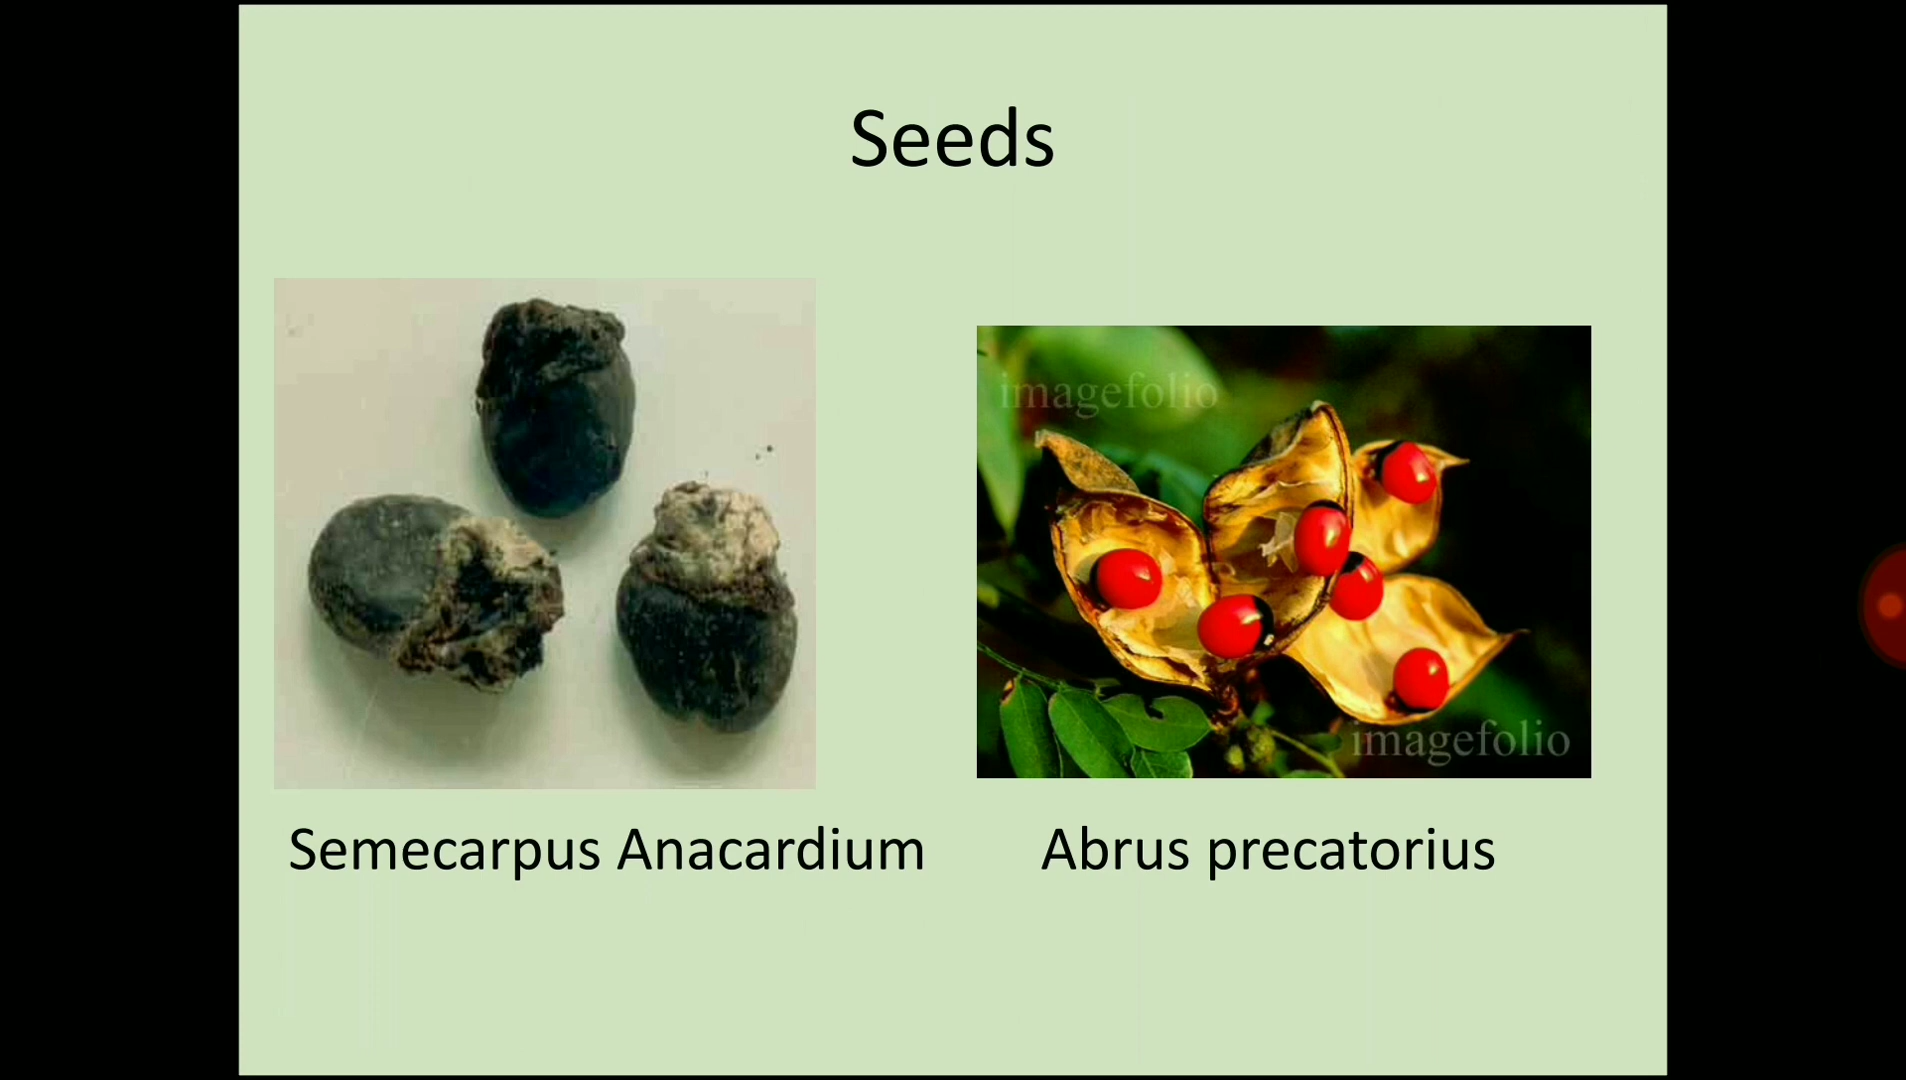 Seeds
imagefolio
imagefolio
Semecarpus Anacardium
Abrus precatorius